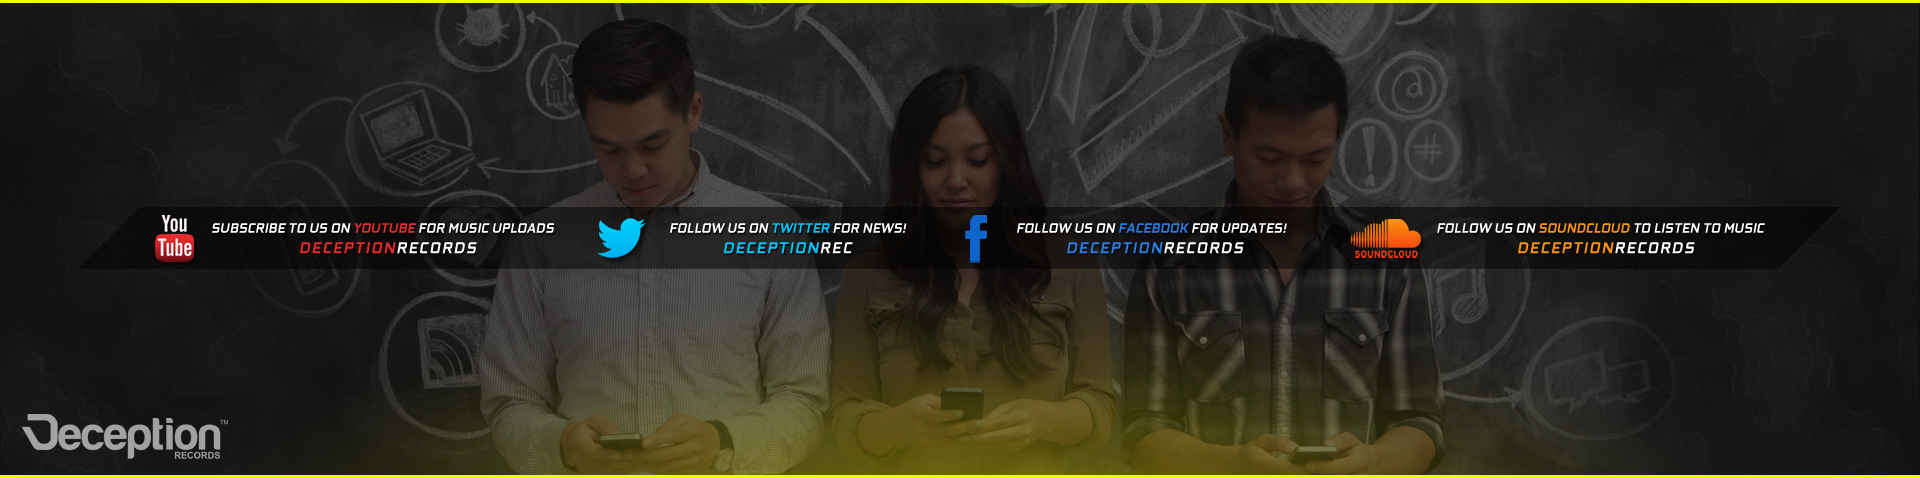 You
Tube
SUBSCRIBE TO US ON YOUTUBE FOR MUSIC UPLOADS
DECEPTIONRECORDS
FOLLOW US ON TWITTER FOR NEWS!
DECEPTIONREC
FOLLOW US ON FACEBOOK FOR UPDATES!
DECEPTIONRECORDS
SOUNDCLOUD
FOLLOW US ON SOUNDCLOUD TO LISTEN TO MUSIC
DECEPTIONRECORDS
@
!
#
Deception™
RECORDS